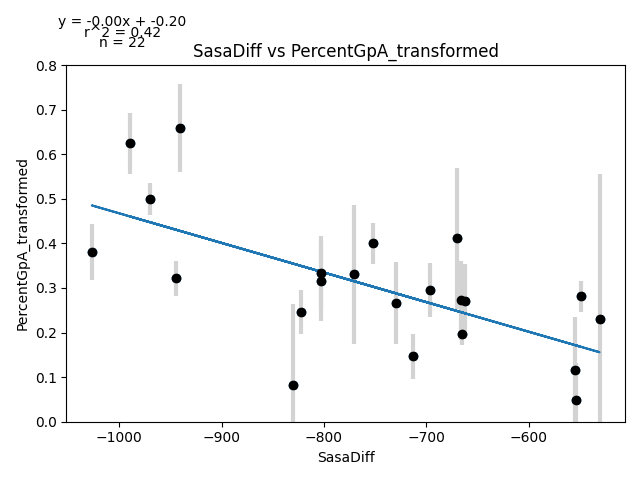 y = -0.00x + -0.20
r^2 = 0.42
n = 22
SasaDiff vs PercentGpA_transformed
PercentGpA_transformed
0.8
0.7
0.6
0.5
0.4
0.3
0.2
0.1
0.0
−1000 −900 −800 −700 −600
SasaDiff